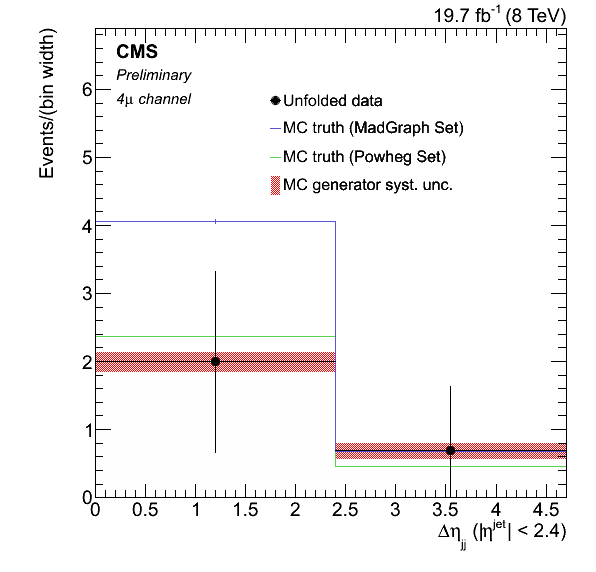 19.7 fb⁻¹ (8 TeV)
CMS
Preliminary
4μ channel
Unfolded data
MC truth (MadGraph Set)
MC truth (Powheg Set)
MC generator syst. unc.
Events/(bin width)
6
5
4
3
2
1
0
0 0.5 1 1.5 2 2.5 3 3.5 4 4.5
Δη_jj (|η^jet| < 2.4)